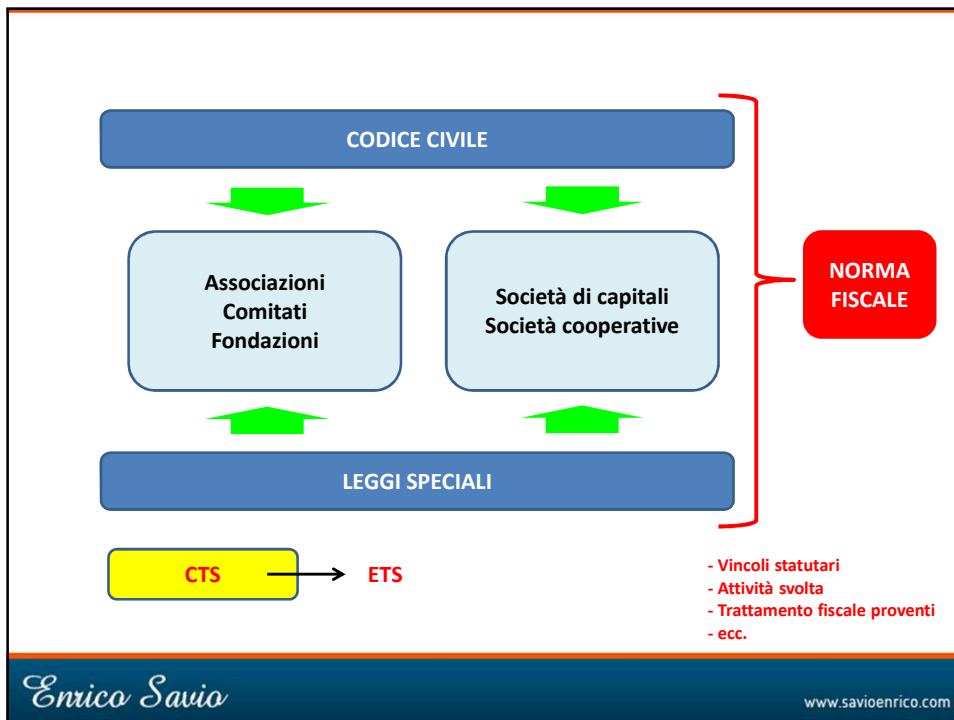 CODICE CIVILE
Associazioni
Comitati
Fondazioni
Società di capitali
Società cooperative
NORMA
FISCALE
LEGGI SPECIALI
CTS
ETS
- Vincoli statutari
- Attività svolta
- Trattamento fiscale proventi
- ecc.
Enrico Savio
www.savioenrico.com